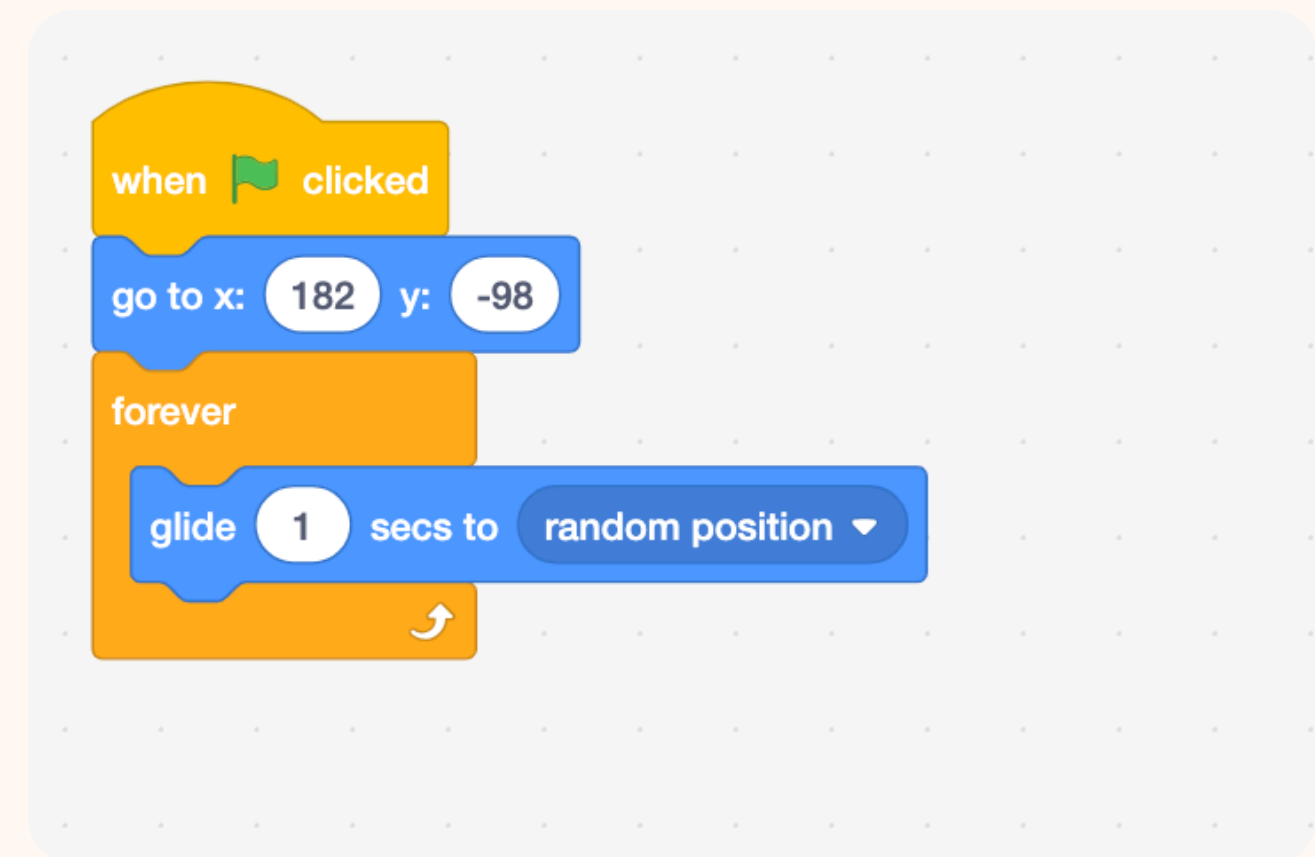 when clicked
go to x: 182 y: -98
forever
glide 1 secs to random position